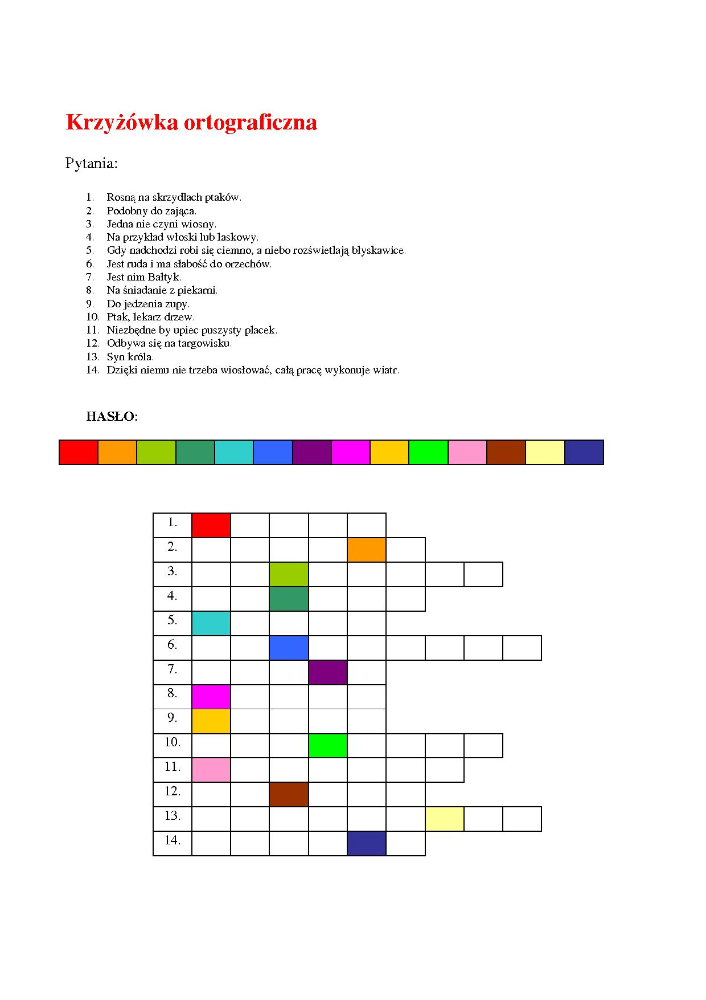 Krzyżówka ortograficzna
Pytania:
1. Rosną na skrzydłach ptaków.
2. Podobny do zająca.
3. Jedna nie czyni wiosny.
4. Na przykład włoski lub laskowy.
5. Gdy nadchodzi robi się ciemno, a niebo rozświetlają błyskawice.
6. Jest ruda i ma słabość do orzechów.
7. Jest nim Bałtyk.
8. Na śniadanie z piekarni.
9. Do jedzenia zupy.
10. Ptak, lekarz drzew.
11. Niezbędne by upiec puszysty placek.
12. Odbywa się na targowisku.
13. Syn króla.
14. Dzięki niemu nie trzeba wiosłować, całą pracę wykonuje wiatr.
HASŁO:
1.
2.
3.
4.
5.
6.
7.
8.
9.
10.
11.
12.
13.
14.